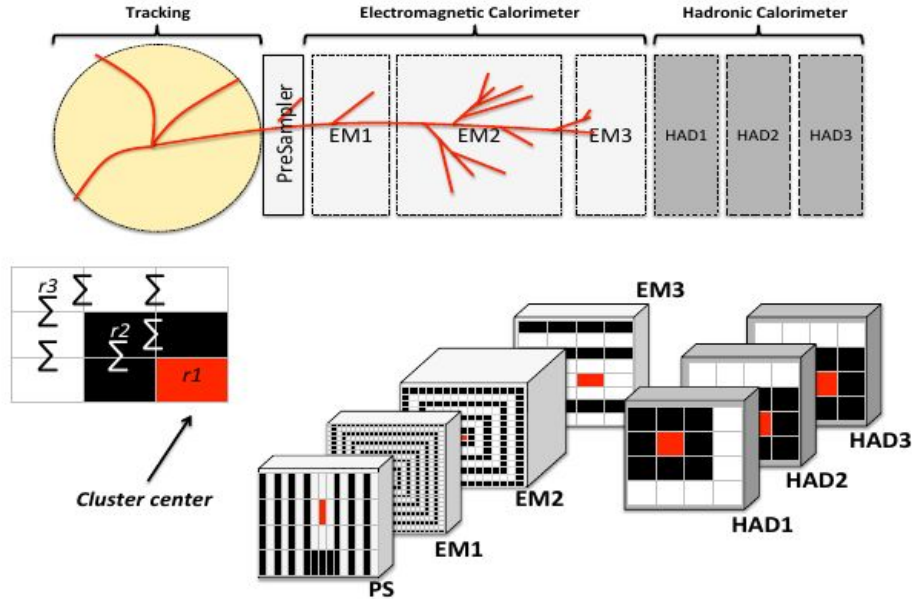 Tracking
Electromagnetic Calorimeter
Hadronic Calorimeter
PreSampler
EM1
EM2
EM3
HAD1
HAD2
HAD3
r3 Σ Σ
Σ r2 Σ
Σ Σ r1
Cluster center
EM3
HAD3
HAD2
EM2
HAD1
EM1
PS